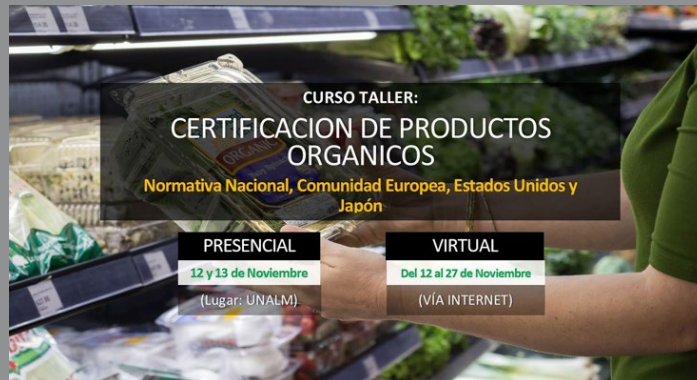 CURSO TALLER:
CERTIFICACION DE PRODUCTOS
ORGANICOS
Normativa Nacional, Comunidad Europea, Estados Unidos y
Japón
PRESENCIAL
12 y 13 de Noviembre
(Lugar: UNALM)
VIRTUAL
Del 12 al 27 de Noviembre
(VÍA INTERNET)
ORGANIC